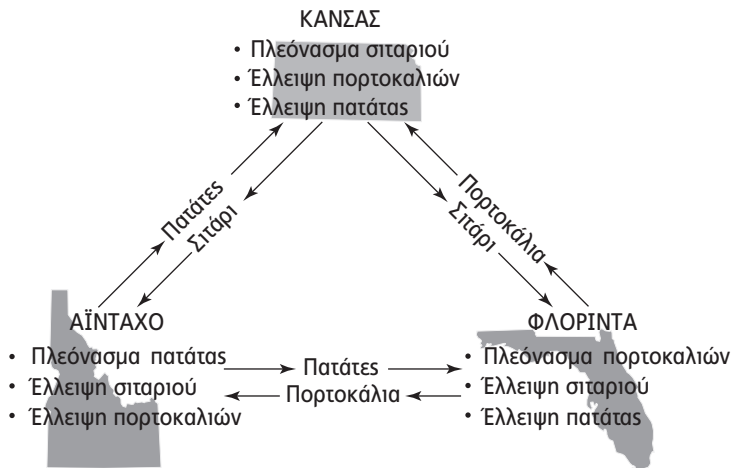 ΚΑΝΣΑΣ
• Πλεόνασμα σιταριού
• Έλλειψη πορτοκαλιών
• Έλλειψη πατάτας
Πατάτες
Σιτάρι
Πορτοκάλια
Σιτάρι
ΑΪΝΤΑΧΟ
• Πλεόνασμα πατάτας
• Έλλειψη σιταριού
• Έλλειψη πορτοκαλιών
Πατάτες
Πορτοκάλια
ΦΛΟΡΙΝΤΑ
• Πλεόνασμα πορτοκαλιών
• Έλλειψη σιταριού
• Έλλειψη πατάτας